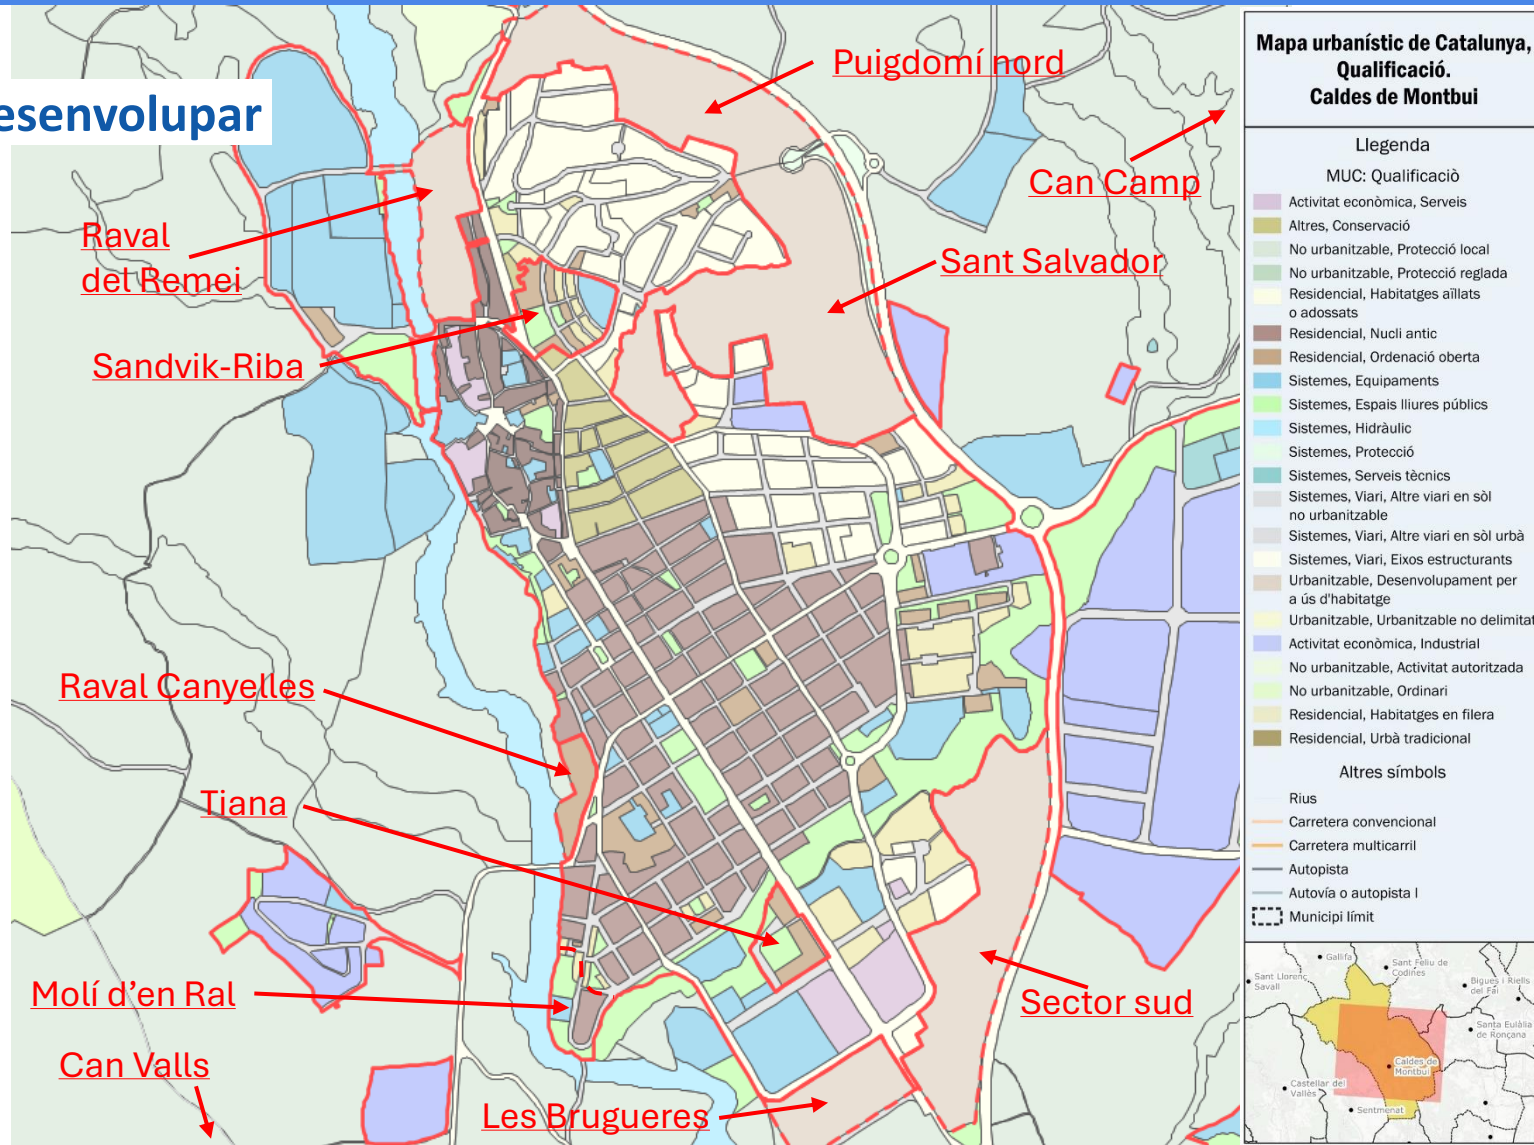 esenvolupar
Puigdomí nord
Can Camp
Raval
del Remei
Sant Salvador
Sandvik-Riba
Raval Canyelles
Tiana
Molí d'en Ral
Sector sud
Can Valls
Les Brugueres
Mapa urbanístic de Catalunya,
Qualificació.
Caldes de Montbui
Llegenda
MUC: Qualificació
Activitat econòmica, Serveis
Altres, Conservació
No urbanitzable, Protecció local
No urbanitzable, Protecció reglada
Residencial, Habitatges aïllats
o adossats
Residencial, Nucli antic
Residencial, Ordenació oberta
Sistemes, Equipaments
Sistemes, Espais lliures públics
Sistemes, Hidràulic
Sistemes, Protecció
Sistemes, Serveis tècnics
Sistemes, Viari, Altre viari en sòl
no urbanitzable
Sistemes, Viari, Altre viari en sòl urbà
Sistemes, Viari, Eixos estructurants
Urbanitzable, Desenvolupament per
a ús d'habitatge
Urbanitzable, Urbanitzable no delimitat
Activitat econòmica, Industrial
No urbanitzable, Activitat autoritzada
No urbanitzable, Ordinari
Residencial, Habitatges en filera
Residencial, Urbà tradicional
Altres símbols
Rius
Carretera convencional
Carretera multicarril
Autopista
Autovía o autopista l
Municipi límit
Gallifa
Sant Llorenç
Savall
Sant Feliu de
Codines
Bigues i Riells
del Fai
Santa Eulàlia
de Ronçana
Caldes de
Montbui
Castellar del
Vallès
Sentmenat